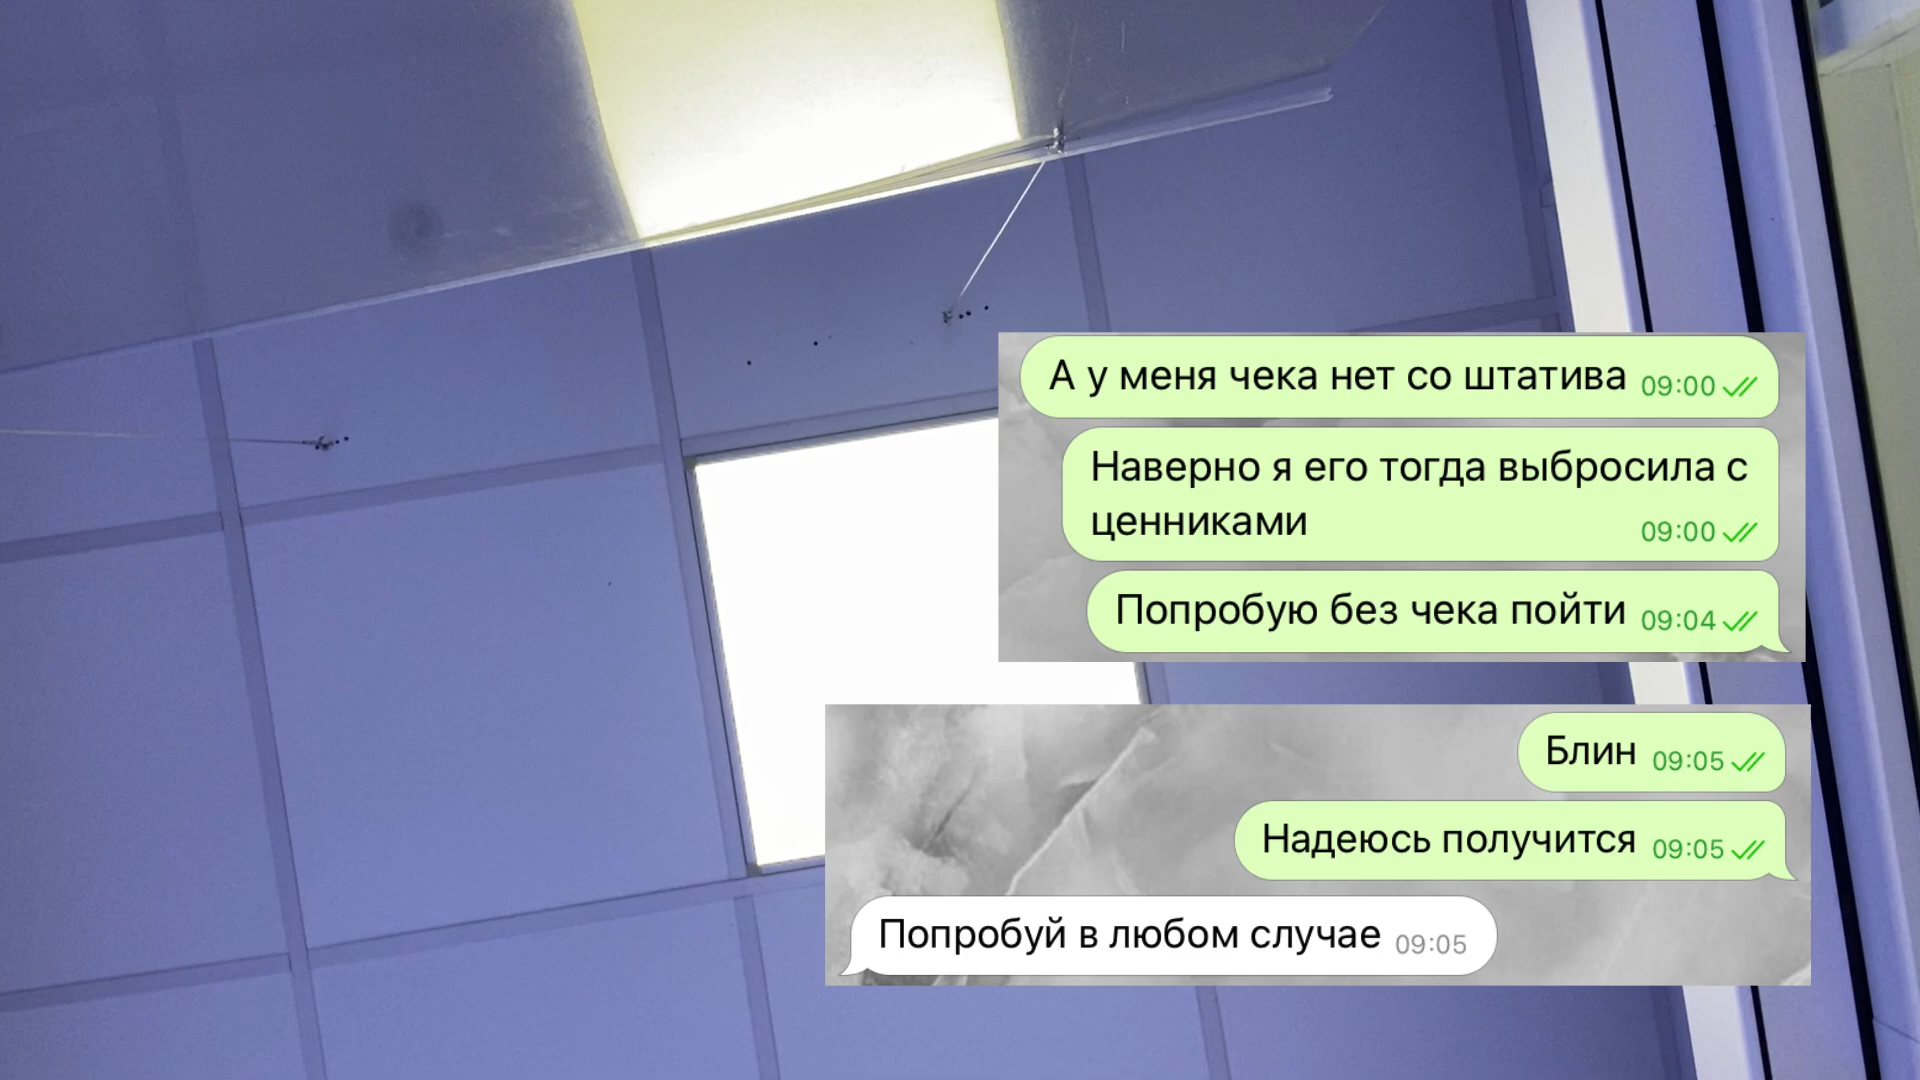 А у меня чека нет со штатива 09:00
Наверно я его тогда выбросила с
ценниками 09:00
Попробую без чека пойти 09:04
Блин 09:05
Надеюсь получится 09:05
Попробуй в любом случае 09:05